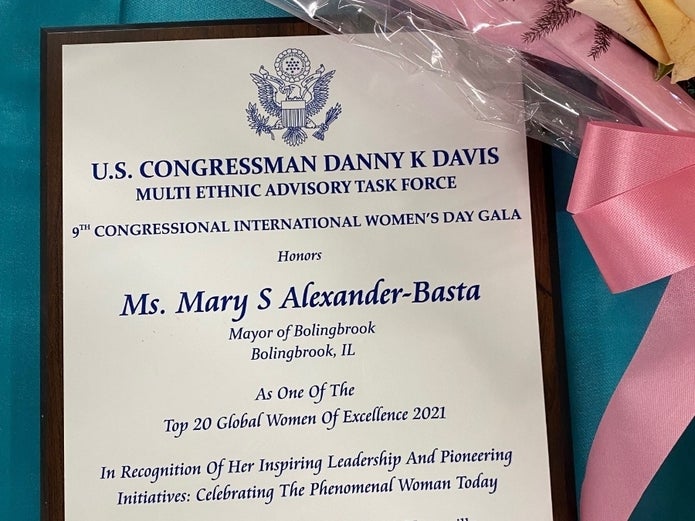 U.S. CONGRESSMAN DANNY K DAVIS
MULTI ETHNIC ADVISORY TASK FORCE
9TH CONGRESSIONAL INTERNATIONAL WOMEN'S DAY GALA
Honors
Ms. Mary S Alexander-Basta
Mayor of Bolingbrook
Bolingbrook, IL
As One Of The
Top 20 Global Women Of Excellence 2021
In Recognition Of Her Inspiring Leadership And Pioneering
Initiatives: Celebrating The Phenomenal Woman Today